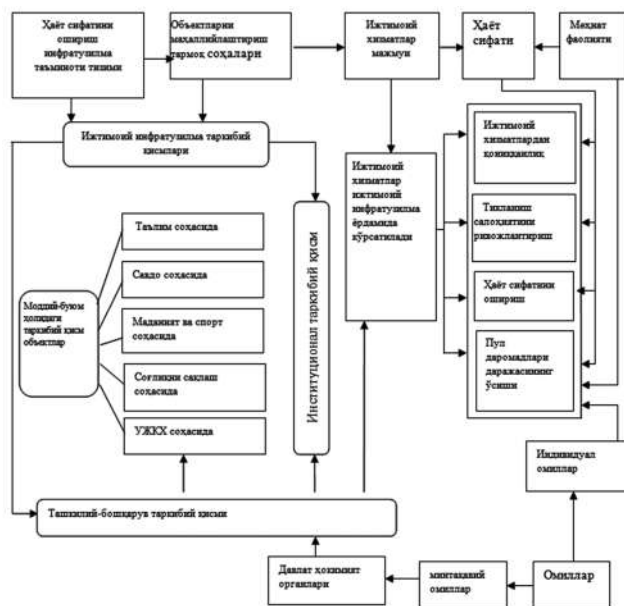 Ҳаёт сифатини
ошириш
инфратузилма
таъминоти тизими
Объектларни
маҳаллийлаштириш
тармоқ соҳалари
Ижтимоий
хизматлар
мажмуи
Ҳаёт
сифати
Меҳнат
фаолияти
Ижтимоий инфратузилма таркибий
қисмлари
Ижтимоий
хизматлар
ижтимоий
инфратузилма
ёрдамида
кўрсатилади
Ижтимоий
хизматлардан
қониққанлик
Тикланиш
салоҳиятини
ривожлантириш
Ҳаёт сифатини
ошириш
Пул
даромадлари
даражасининг
ўсиши
Моддий-буюм
ҳолидаги
таркибий қисм
объектлар
Таълим соҳасида
Савдо соҳасида
Маданият ва спорт
соҳасида
Соғлиқни сақлаш
соҳасида
УЖКХ соҳасида
Институционал таркибий қисм
Индивидуал
омиллар
Ташкилий-бошқарув таркибий қисми
Давлат ҳокимият
органлари
минтақавий
омиллар
Омиллар